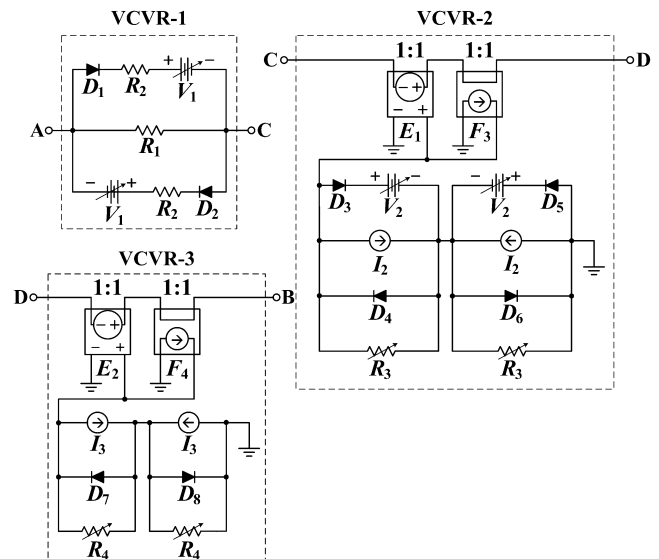 VCVR-1
+ −
D1 R2 V1
A C
R1
− +
V1 R2 D2
VCVR-2
C 1:1 1:1 D
− +
− +
E1 F3
+ − − +
D3 V2 V2 D5
I2 I2
D4 D6
R3 R3
VCVR-3
D 1:1 1:1 B
− +
− +
E2 F4
I3 I3
D7 D8
R4 R4